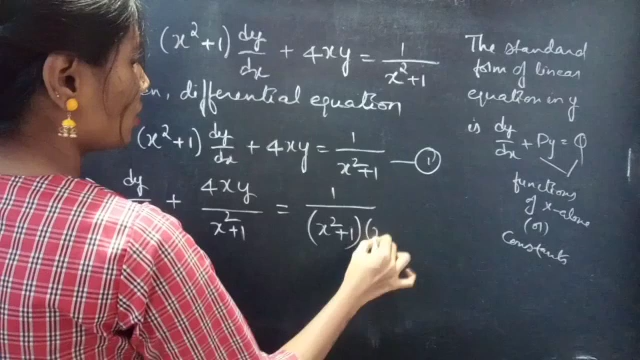 (x²+1) dy/dx + 4xy = 1/(x²+1)
en, differential equation
(x²+1) dy/dx + 4xy = 1/(x²+1) — (1)
dy/ + 4xy/(x²+1) = 1/(x²+1)(
The standard
form of linear
equation in y
is dy/dx + Py = Q
functions
of x-alone
(or)
constants